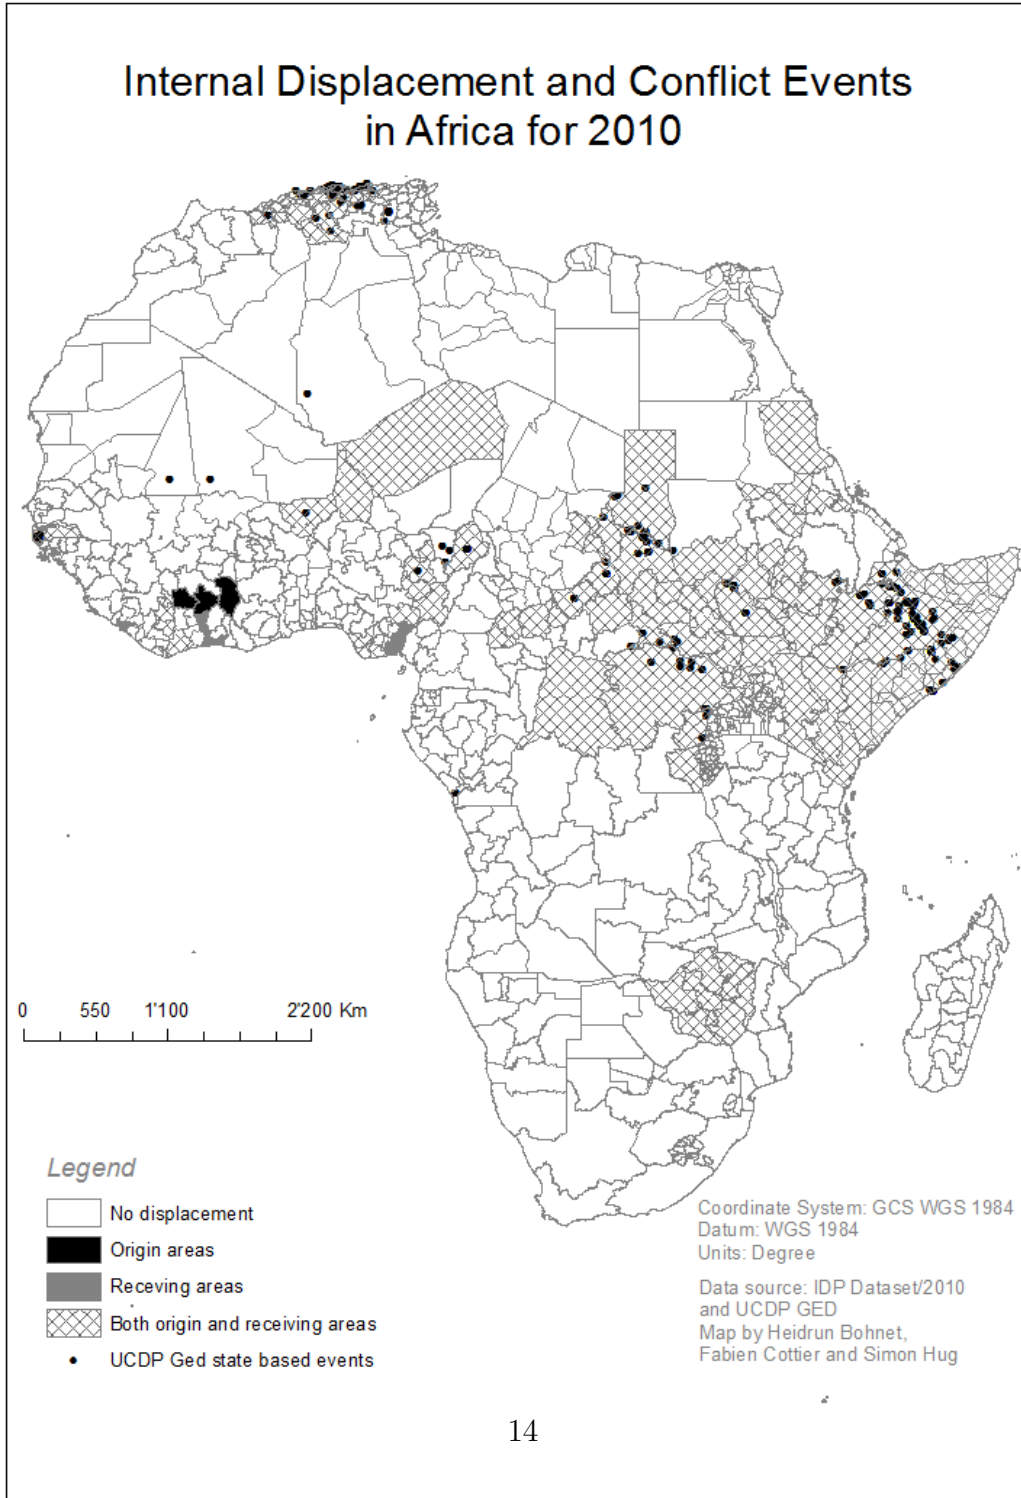 Internal Displacement and Conflict Events
in Africa for 2010
0 550 1'100 2'200 Km
Legend
No displacement
Origin areas
Receving areas
Both origin and receiving areas
UCDP Ged state based events
Coordinate System: GCS WGS 1984
Datum: WGS 1984
Units: Degree
Data source: IDP Dataset/2010
and UCDP GED
Map by Heidrun Bohnet,
Fabien Cottier and Simon Hug
14